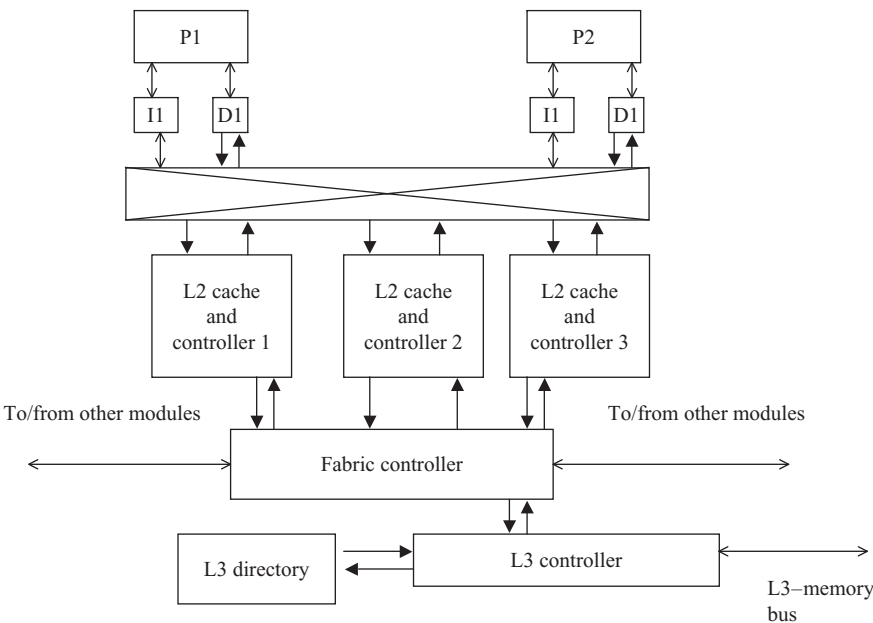 P1
P2
I1
D1
I1
D1
L2 cache
and
controller 1
L2 cache
and
controller 2
L2 cache
and
controller 3
To/from other modules
To/from other modules
Fabric controller
L3 directory
L3 controller
L3–memory
bus